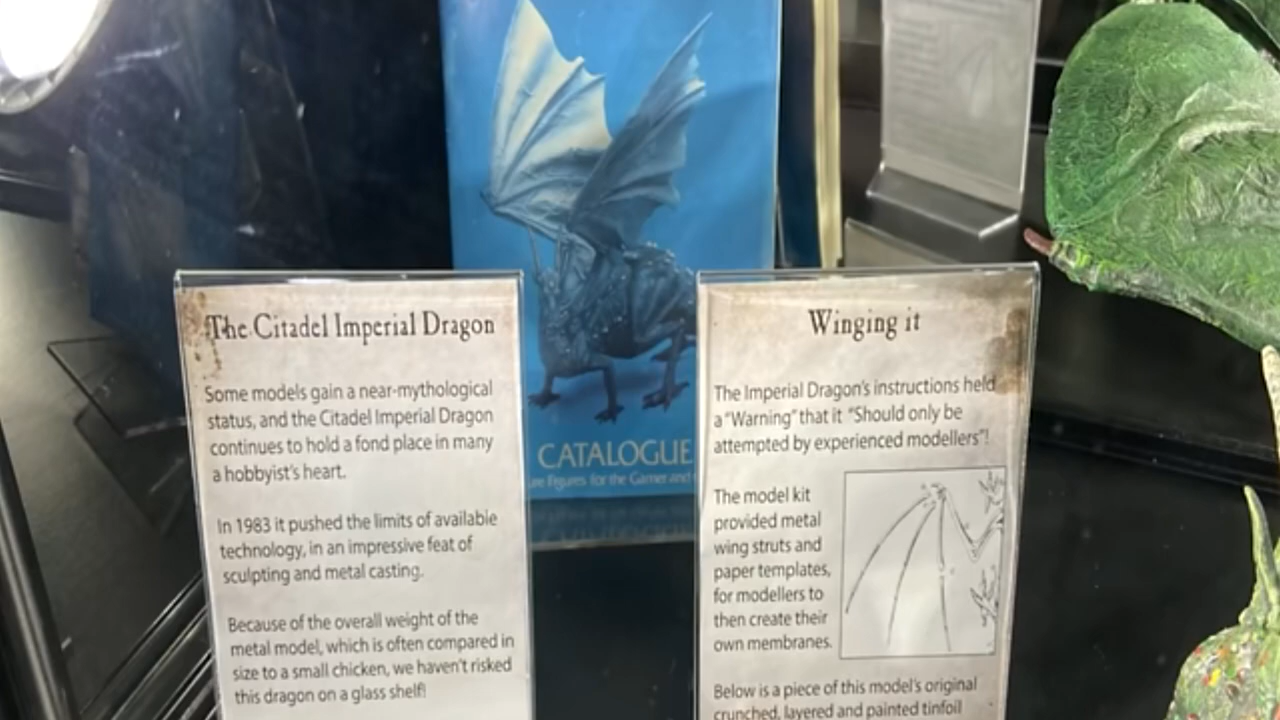 The Citadel Imperial Dragon
Some models gain a near-mythological
status, and the Citadel Imperial Dragon
continues to hold a fond place in many
a hobbyist's heart.
In 1983 it pushed the limits of available
technology, in an impressive feat of
sculpting and metal casting.
Because of the overall weight of the
metal model, which is often compared in
size to a small chicken, we haven't risked
this dragon on a glass shelf!
CATALOGUE
Figures for the Gamer and
Winging it
The Imperial Dragon's instructions held
a "Warning" that it "Should only be
attempted by experienced modellers"!
The model kit
provided metal
wing struts and
paper templates,
for modellers to
then create their
own membranes.
Below is a piece of this model's original
crunched, layered and painted tinfoil